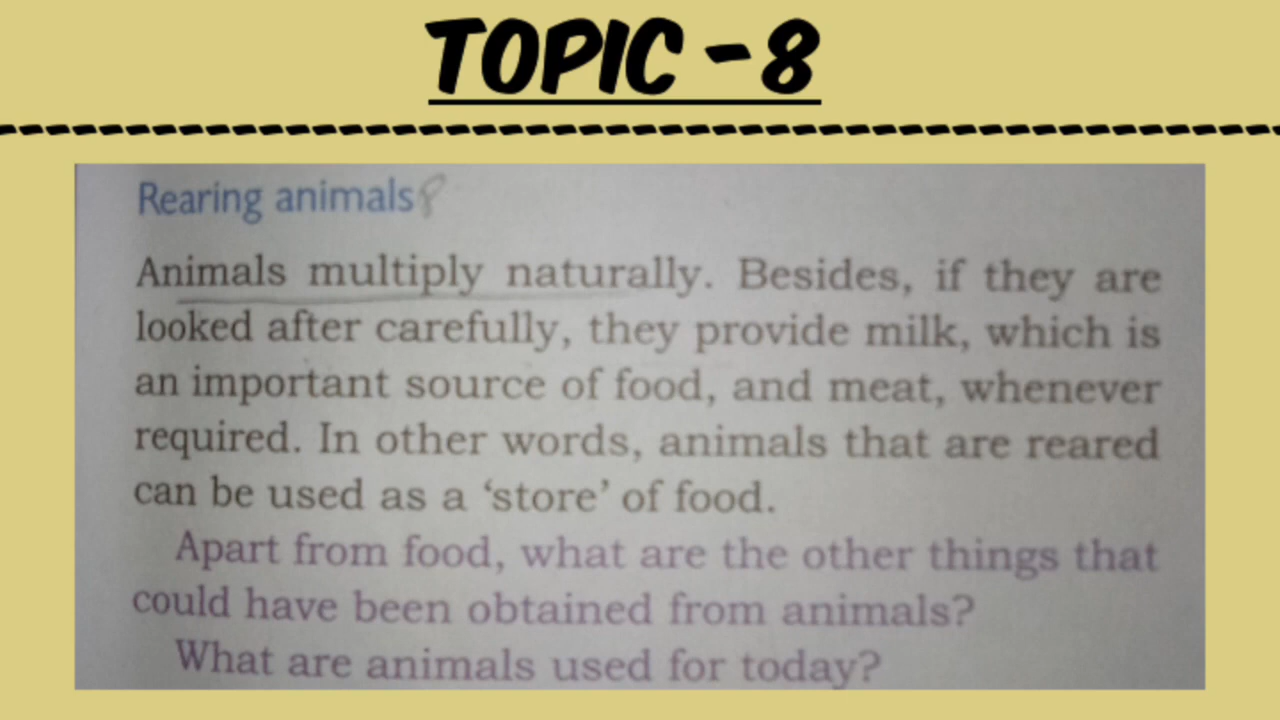 TOPIC -8
Rearing animals
Animals multiply naturally. Besides, if they are
looked after carefully, they provide milk, which is
an important source of food, and meat, whenever
required. In other words, animals that are reared
can be used as a ‘store’ of food.
Apart from food, what are the other things that
could have been obtained from animals?
What are animals used for today?